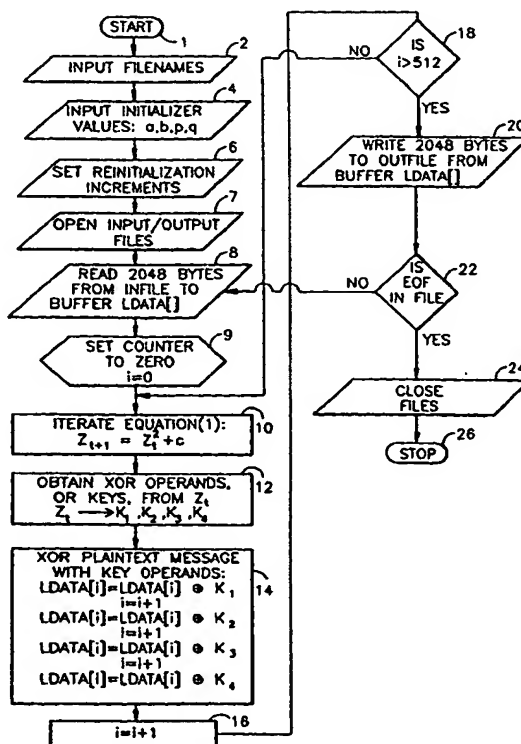 START
1
INPUT FILENAMES
2
INPUT INITIALIZER
VALUES: a,b,p,q
4
SET REINITIALIZATION
INCREMENTS
6
OPEN INPUT/OUTPUT
FILES
7
READ 2048 BYTES
FROM INFILE TO
BUFFER LDATA[]
8
SET COUNTER
TO ZERO
i=0
9
ITERATE EQUATION(1):
Z_{t+1} = Z_t^2+c
10
OBTAIN XOR OPERANDS,
OR KEYS, FROM Z_t
Z_t ⟶ K_1 ,K_2 ,K_3 ,K_4
12
XOR PLAINTEXT MESSAGE
WITH KEY OPERANDS:
LDATA[i]=LDATA[i] ⊕ K_1
i=i+1
LDATA[i]=LDATA[i] ⊕ K_2
i=i+1
LDATA[i]=LDATA[i] ⊕ K_3
i=i+1
LDATA[i]=LDATA[i] ⊕ K_4
14
i=i+1
16
IS
i>512
18
NO
YES
WRITE 2048 BYTES
TO OUTFILE FROM
BUFFER LDATA[]
20
IS
EOF
IN FILE
22
NO
YES
CLOSE
FILES
24
STOP
26